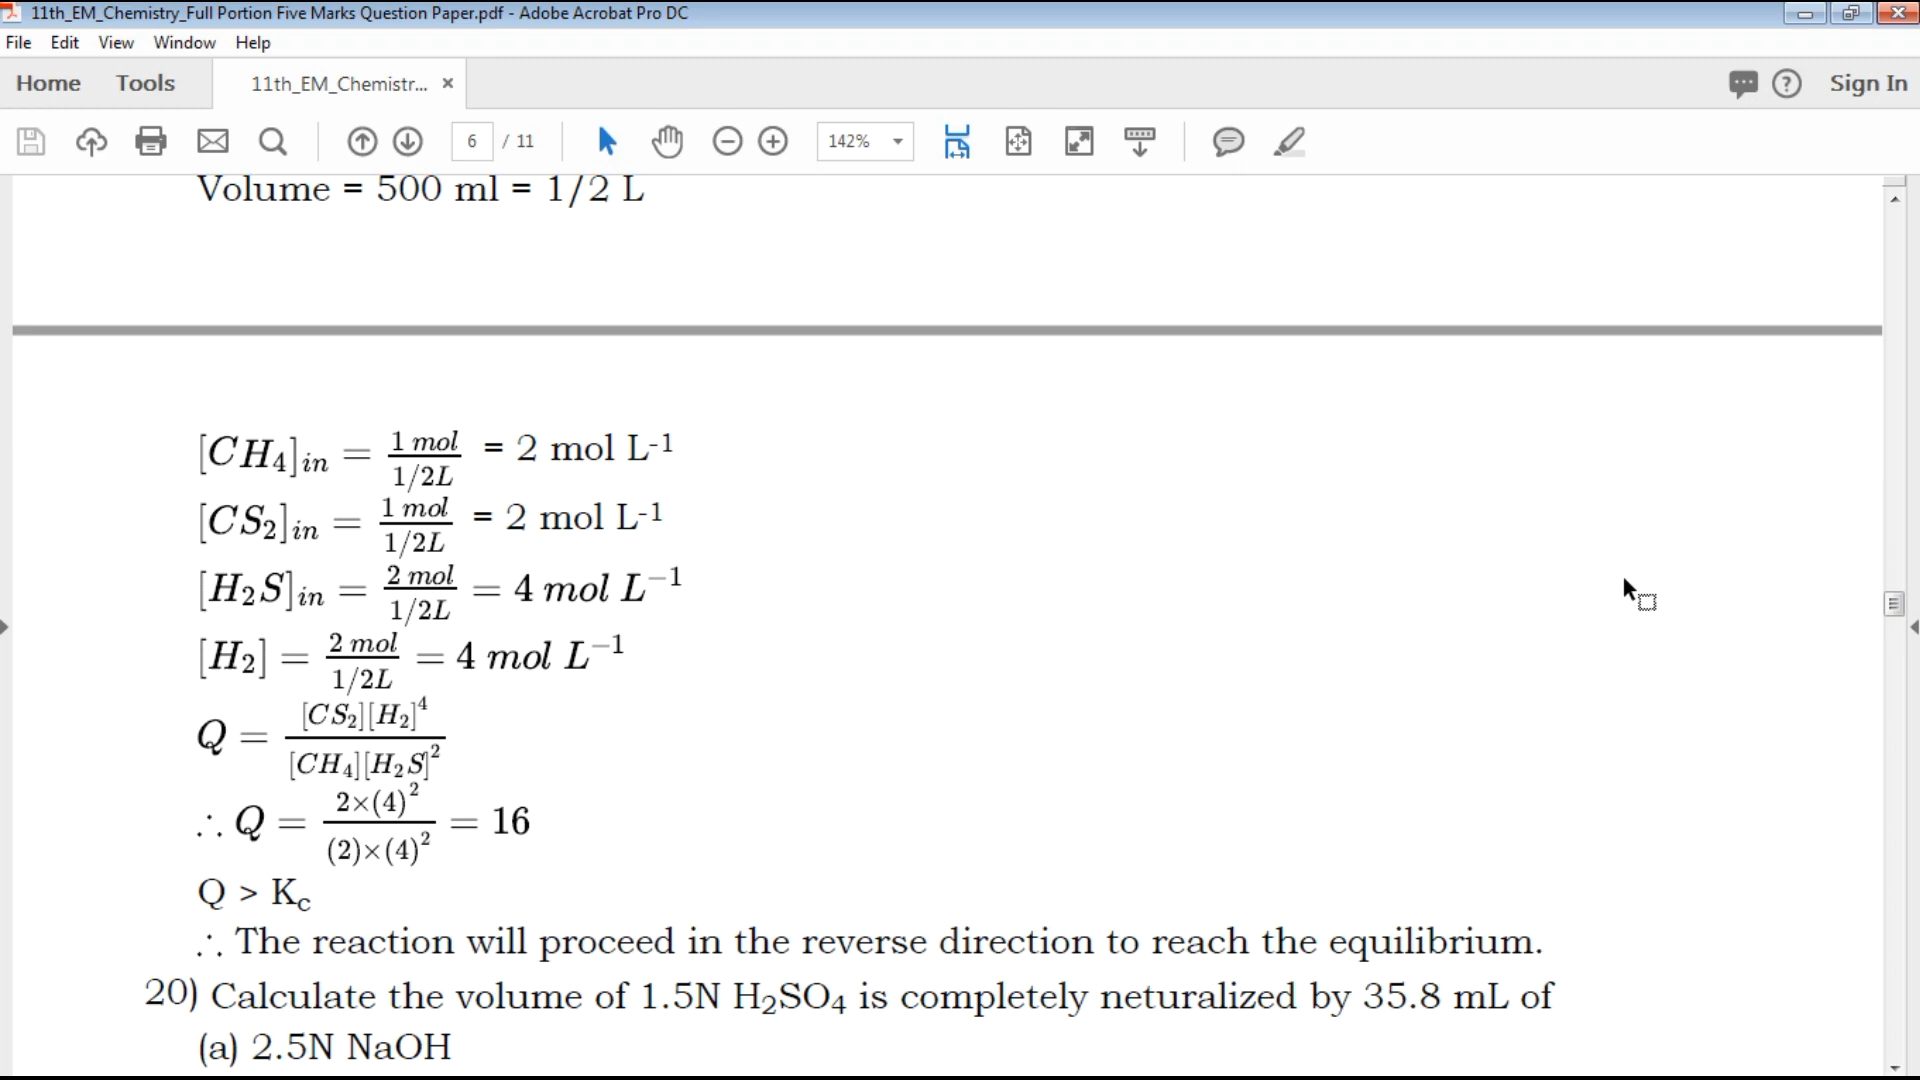 11th_EM_Chemistry_Full Portion Five Marks Question Paper.pdf - Adobe Acrobat Pro DC
File Edit View Window Help
Home Tools 11th_EM_Chemistr... × Sign In
6 / 11 142%
Volume = 500 ml = 1/2 L
[CH₄]in = 1 mol / 1/2L = 2 mol L-1
[CS₂]in = 1 mol / 1/2L = 2 mol L-1
[H₂S]in = 2 mol / 1/2L = 4 mol L⁻¹
[H₂] = 2 mol / 1/2L = 4 mol L⁻¹
Q = [CS₂][H₂]⁴ / [CH₄][H₂S]²
∴ Q = 2×(4)² / (2)×(4)² = 16
Q > Kc
∴ The reaction will proceed in the reverse direction to reach the equilibrium.
20) Calculate the volume of 1.5N H₂SO₄ is completely neturalized by 35.8 mL of
(a) 2.5N NaOH